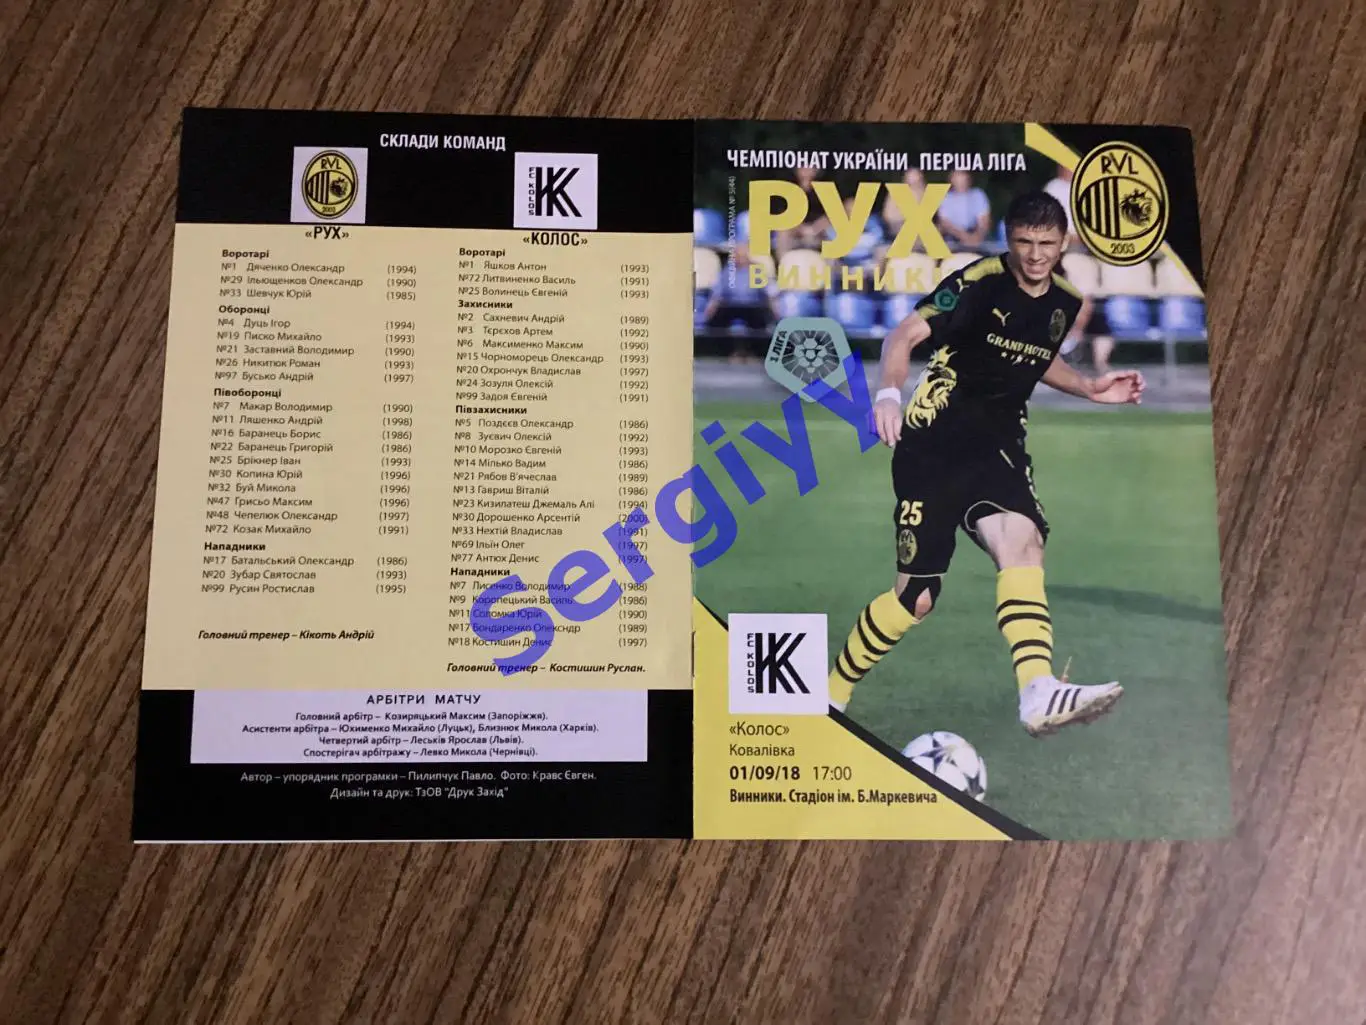 СКЛАДИ КОМАНД
RVL
2003
«РУХ»
Воротарі
№1 Дяченко Олександр (1994)
№29 Ільющенков Олександр (1990)
№33 Шевчук Юрій (1985)
Оборонці
№4 Дуць Ігор (1994)
№19 Писко Михайло (1993)
№21 Заставний Володимир (1990)
№26 Никитюк Роман (1993)
№97 Бусько Андрій (1997)
Півоборонці
№7 Макар Володимир (1990)
№11 Ляшенко Андрій (1998)
№16 Баранець Борис (1986)
№22 Баранець Григорій (1986)
№25 Брікнер Іван (1993)
№30 Копина Юрій (1996)
№32 Буй Микола (1996)
№47 Грисьо Максим (1996)
№48 Чепелюк Олександр (1997)
№72 Козак Михайло (1991)
Нападники
№17 Батальський Олександр (1986)
№20 Зубар Святослав (1993)
№99 Русин Ростислав (1995)
Головний тренер – Кікоть Андрій
FC KOLOS
«КОЛОС»
Воротарі
№1 Яшков Антон (1993)
№72 Литвиненко Василь (1991)
№25 Волинець Євгеній (1993)
Захисники
№2 Сахневич Андрій (1989)
№3 Тєрєхов Артем (1992)
№6 Максименко Максим (1990)
№15 Чорноморець Олександр (1993)
№20 Охрончук Владислав (1997)
№24 Зозуля Олексій (1992)
№99 Задоя Євгеній (1991)
Півзахисники
№5 Поздєєв Олександр (1986)
№8 Зуєвич Олексій (1992)
№10 Морозко Євгеній (1993)
№14 Мілько Вадим (1986)
№21 Рябов В'ячеслав (1989)
№13 Гавриш Віталій (1986)
№23 Кизилатеш Джемаль Алі (1994)
№30 Дорошенко Арсентій (2000)
№33 Нехтій Владислав (1991)
№69 Ільїн Олег (1997)
№77 Антюх Денис (1997)
Нападники
№7 Лисенко Володимир (1988)
№9 Коропецький Василь (1986)
№11 Соломка Юрій (1990)
№17 Бондаренко Олекснdр (1989)
№18 Костишин Денис (1997)
Головний тренер – Костишин Руслан.
АРБІТРИ МАТЧУ
Головний арбітр – Козиряцький Максим (Запоріжжя).
Асистенти арбітра – Юхименко Михайло (Луцьк), Близнюк Микола (Харків).
Четвертий арбітр – Леськів Ярослав (Львів).
Спостерігач арбітражу – Левко Микола (Чернівці).
Автор – упорядник програмки – Пилипчук Павло. Фото: Кравс Євген.
Дизайн та друк: ТзОВ "Друк Захід"
ЧЕМПІОНАТ УКРАЇНИ ПЕРША ЛІГА
ОФІЦІЙНА ПРОГРАМА № 5(44)
РУХ
ВИННИКИ
RVL
2003
1 ЛІГА
GRAND HOTEL
25
FC KOLOS
«Колос»
Ковалівка
01/09/18 17:00
Винники. Стадіон ім. Б.Маркевича
Sergiyy